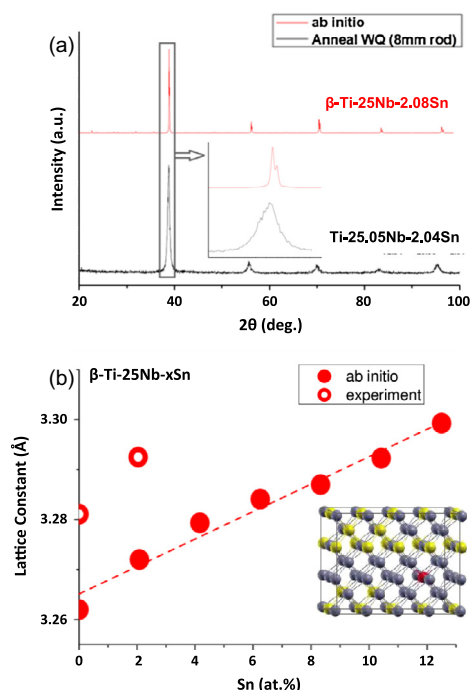 (a)
ab initio
Anneal WQ (8mm rod)
β-Ti-25Nb-2.08Sn
Ti-25.05Nb-2.04Sn
Intensity (a.u.)
20 40 60 80 100
2θ (deg.)
(b)
β-Ti-25Nb-xSn
ab initio
experiment
3.30
3.28
3.26
Lattice Constant (Å)
0 2 4 6 8 10 12
Sn (at.%)